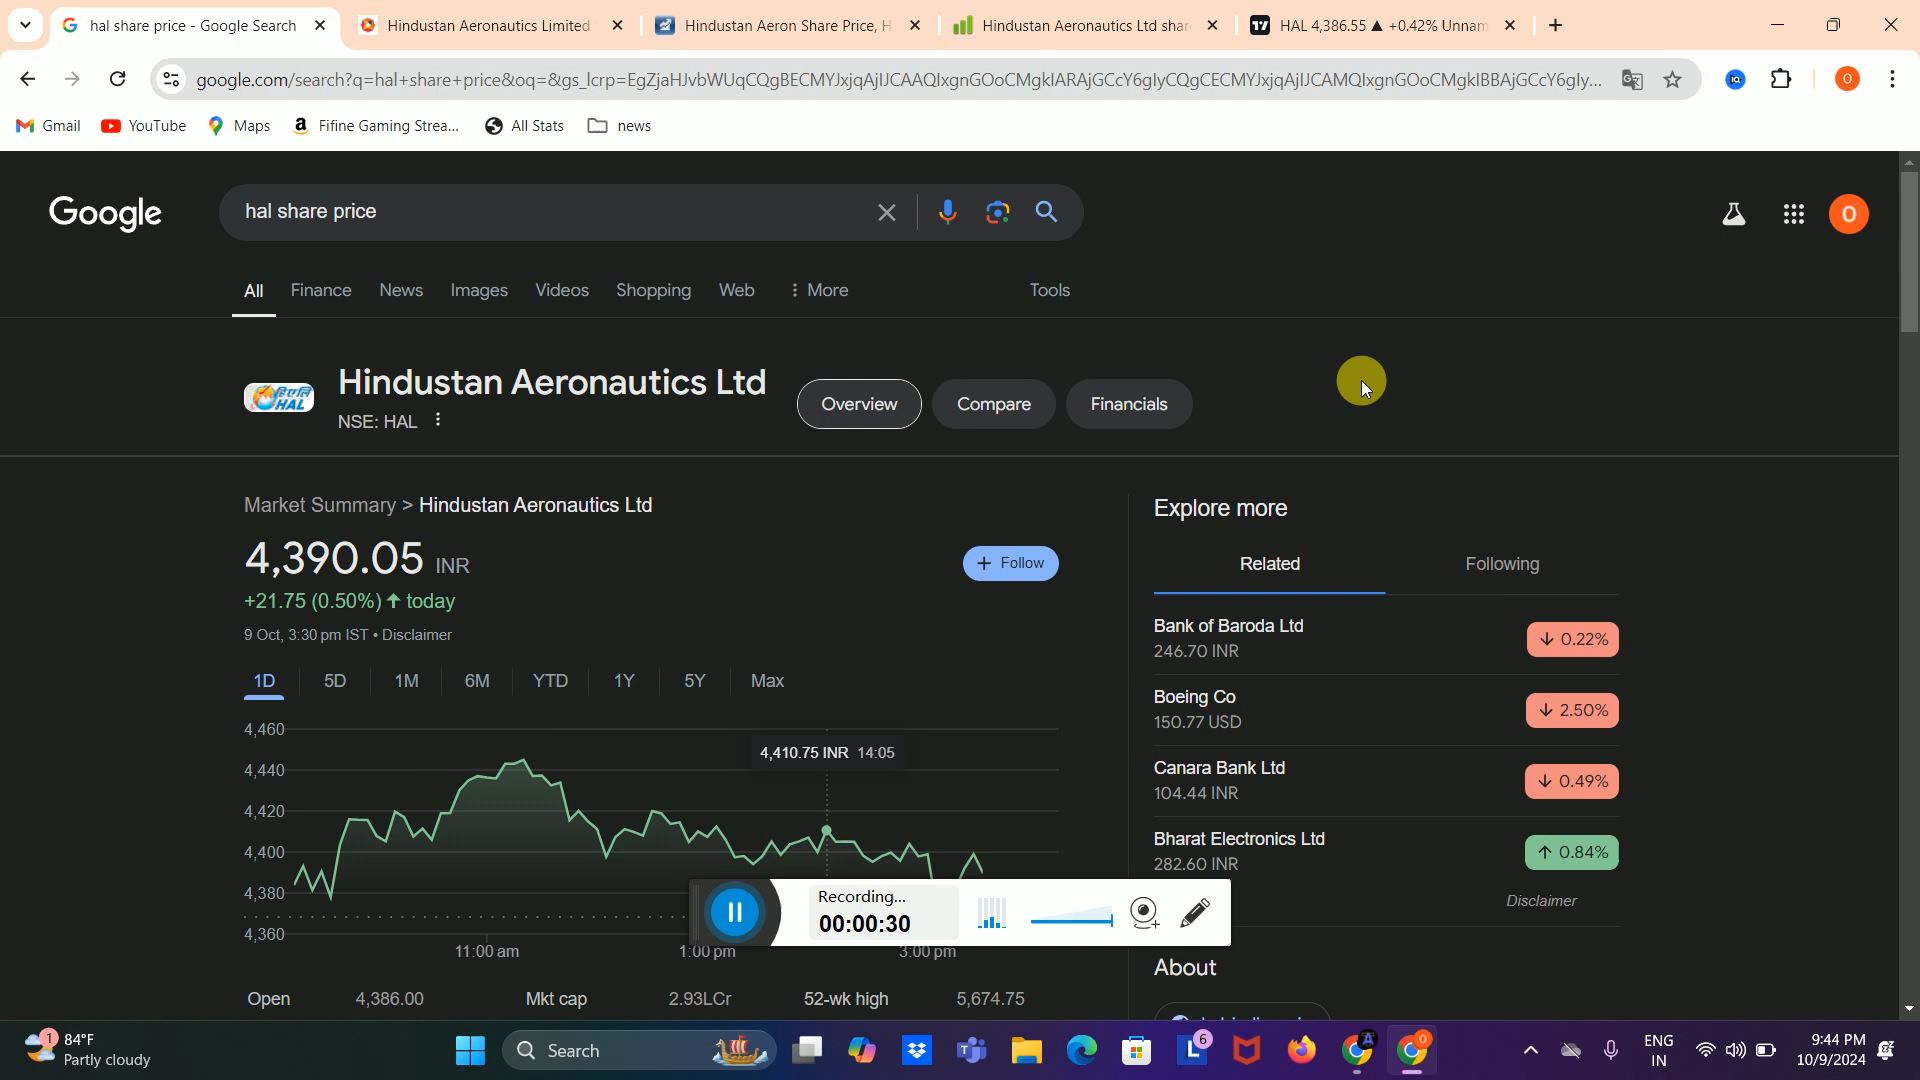 hal share price - Google Search
Hindustan Aeronautics Limited
Hindustan Aeron Share Price, H
Hindustan Aeronautics Ltd shar
HAL 4,386.55 ▲ +0.42% Unnam
google.com/search?q=hal+share+price&oq=&gs_lcrp=EgZjaHJvbWUqCQgBECMYJxjqAjIJCAAQIxgnGOoCMgkIARAjGCcY6gIyCQgCECMYJxjqAjIJCAMQIxgnGOoCMgkIBBAjGCcY6gIy...
O
Gmail
YouTube
Maps
Fifine Gaming Strea...
All Stats
news
Google
hal share price
O
All
Finance
News
Images
Videos
Shopping
Web
More
Tools
HAL
Hindustan Aeronautics Ltd
NSE: HAL
Overview
Compare
Financials
Market Summary > Hindustan Aeronautics Ltd
4,390.05 INR
+21.75 (0.50%) ↑ today
9 Oct, 3:30 pm IST • Disclaimer
+ Follow
1D
5D
1M
6M
YTD
1Y
5Y
Max
4,460
4,440
4,420
4,400
4,380
4,360
4,410.75 INR 14:05
11:00 am
1:00 pm
3:00 pm
Open 4,386.00
Mkt cap 2.93LCr
52-wk high 5,674.75
Explore more
Related
Following
Bank of Baroda Ltd
246.70 INR
↓ 0.22%
Boeing Co
150.77 USD
↓ 2.50%
Canara Bank Ltd
104.44 INR
↓ 0.49%
Bharat Electronics Ltd
282.60 INR
↑ 0.84%
Disclaimer
About
Recording...
00:00:30
1
84°F
Partly cloudy
Search
6
ENG
IN
9:44 PM
10/9/2024